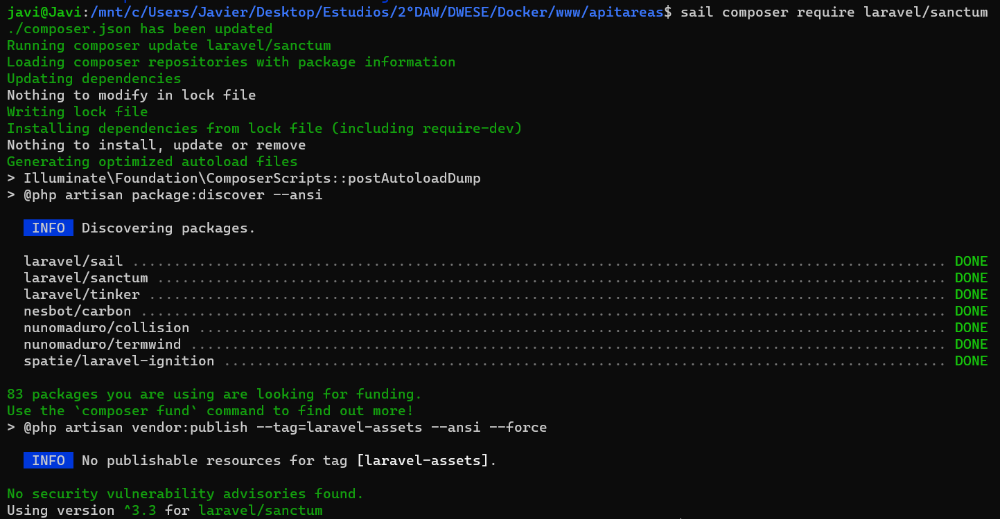 javi@Javi:/mnt/c/Users/Javier/Desktop/Estudios/2°DAW/DWESE/Docker/www/apitareas$ sail composer require laravel/sanctum
./composer.json has been updated
Running composer update laravel/sanctum
Loading composer repositories with package information
Updating dependencies
Nothing to modify in lock file
Writing lock file
Installing dependencies from lock file (including require-dev)
Nothing to install, update or remove
Generating optimized autoload files
> Illuminate\Foundation\ComposerScripts::postAutoloadDump
> @php artisan package:discover --ansi
INFO Discovering packages.
laravel/sail .................................................................................................. DONE
laravel/sanctum ............................................................................................... DONE
laravel/tinker ................................................................................................ DONE
nesbot/carbon ................................................................................................. DONE
nunomaduro/collision .......................................................................................... DONE
nunomaduro/termwind ........................................................................................... DONE
spatie/laravel-ignition ....................................................................................... DONE
83 packages you are using are looking for funding.
Use the `composer fund` command to find out more!
> @php artisan vendor:publish --tag=laravel-assets --ansi --force
INFO No publishable resources for tag [laravel-assets].
No security vulnerability advisories found.
Using version ^3.3 for laravel/sanctum